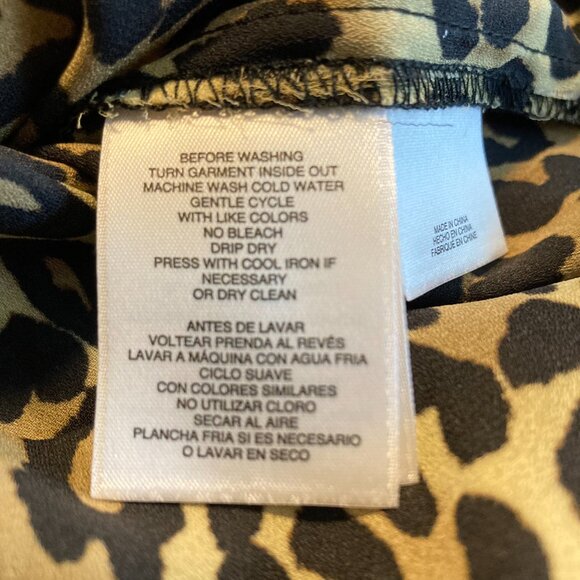 BEFORE WASHING
TURN GARMENT INSIDE OUT
MACHINE WASH COLD WATER
GENTLE CYCLE
WITH LIKE COLORS
NO BLEACH
DRIP DRY
PRESS WITH COOL IRON IF
NECESSARY
OR DRY CLEAN
ANTES DE LAVAR
VOLTEAR PRENDA AL REVÉS
LAVAR A MÁQUINA CON AGUA FRIA
CICLO SUAVE
CON COLORES SIMILARES
NO UTILIZAR CLORO
SECAR AL AIRE
PLANCHA FRIA SI ES NECESARIO
O LAVAR EN SECO
MADE IN CHINA
HECHO EN CHINA
FABRIQUE EN CHINE